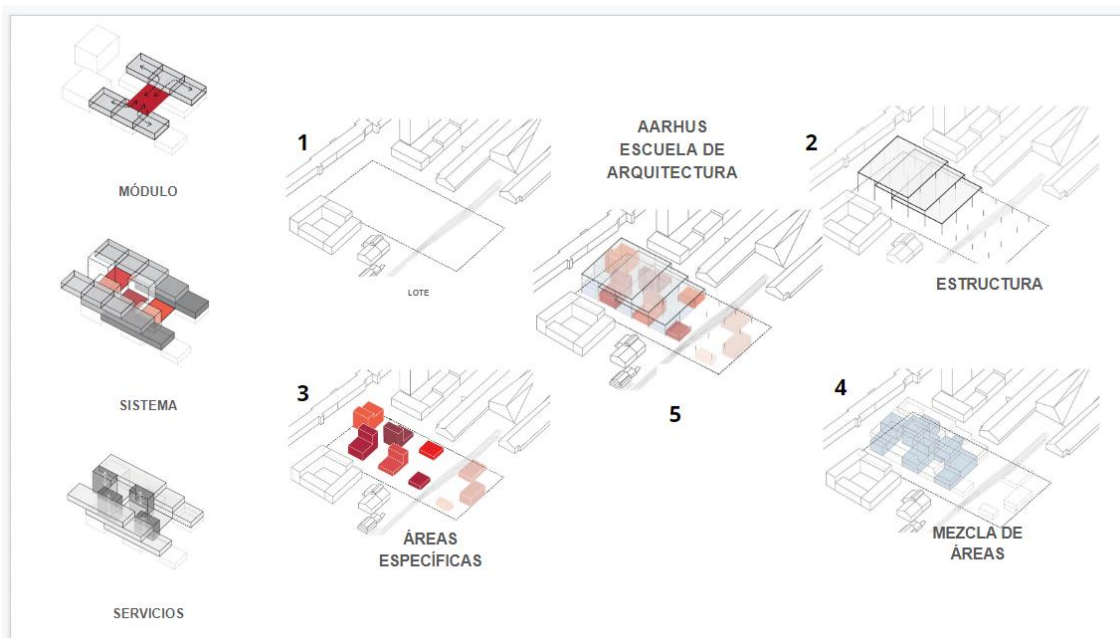 MÓDULO
SISTEMA
SERVICIOS
1
LOTE
AARHUS
ESCUELA DE
ARQUITECTURA
2
ESTRUCTURA
3
ÁREAS
ESPECÍFICAS
5
4
MEZCLA DE
ÁREAS